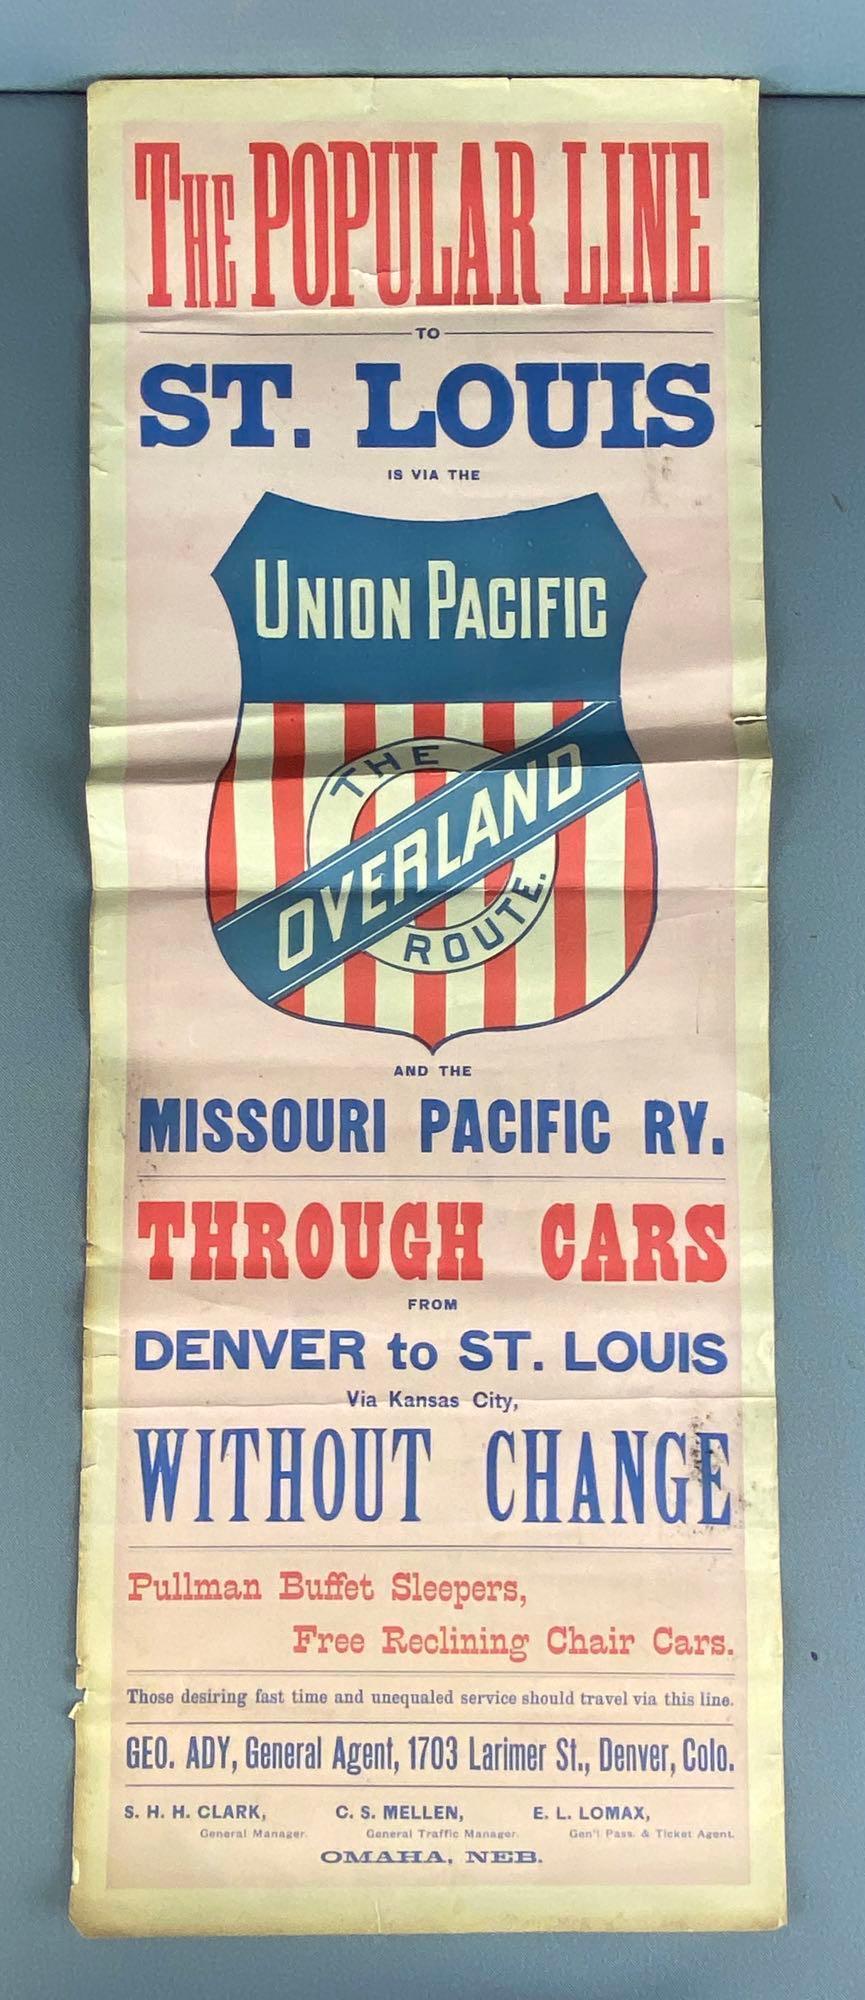 THE POPULAR LINE
TO
ST. LOUIS
IS VIA THE
UNION PACIFIC
THE
OVERLAND
ROUTE.
AND THE
MISSOURI PACIFIC RY.
THROUGH CARS
FROM
DENVER to ST. LOUIS
Via Kansas City,
WITHOUT CHANGE
Pullman Buffet Sleepers,
Free Reclining Chair Cars.
Those desiring fast time and unequaled service should travel via this line.
GEO. ADY, General Agent, 1703 Larimer St., Denver, Colo.
S. H. H. CLARK, C. S. MELLEN, E. L. LOMAX,
General Manager. General Traffic Manager. Gen'l Pass. & Ticket Agent.
OMAHA, NEB.